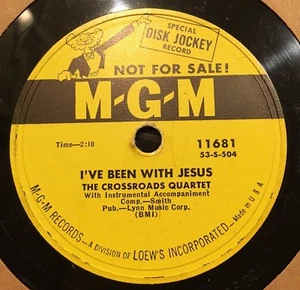 SPECIAL
DISK JOCKEY
RECORD
NOT FOR SALE!
M-G-M
Time—2:10
11681
53-S-504
I'VE BEEN WITH JESUS
THE CROSSROADS QUARTET
With Instrumental Accompaniment
Comp.—Smith
Pub.—Lynn Music Corp.
(BMI)
M-G-M RECORDS—A DIVISION OF LOEW'S INCORPORATED—Made in U S A